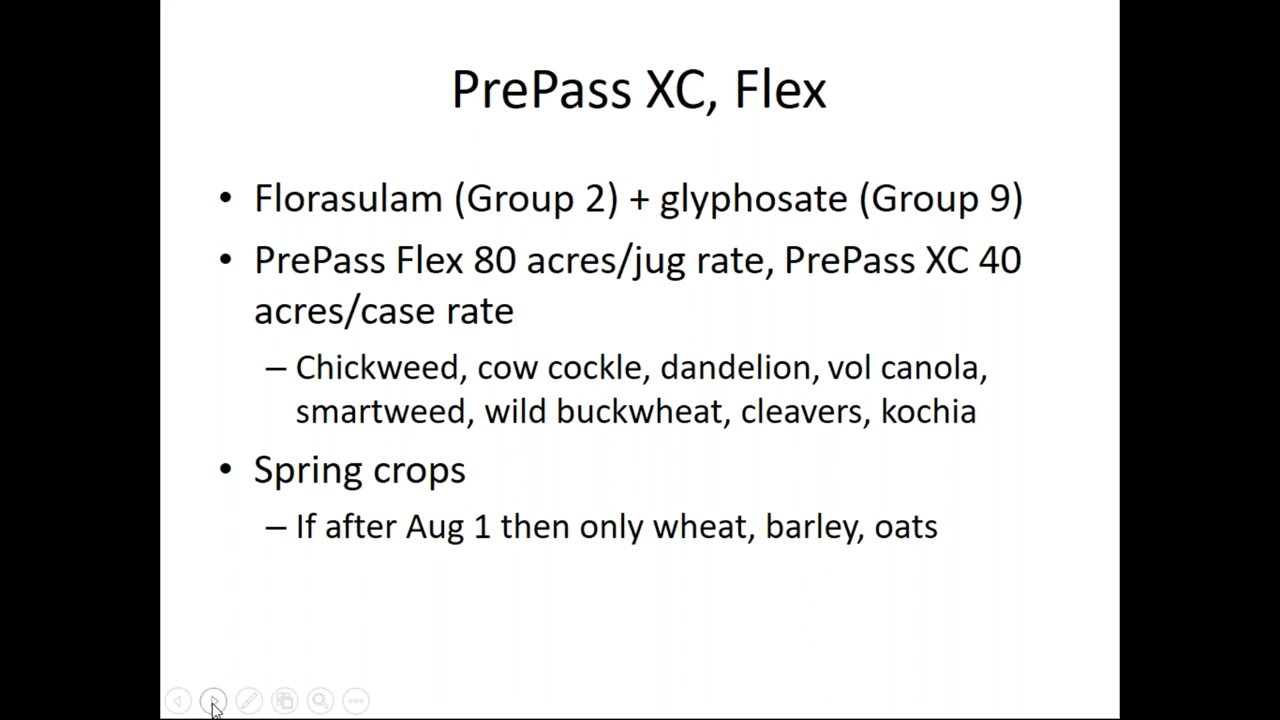 PrePass XC, Flex
• Florasulam (Group 2) + glyphosate (Group 9)
• PrePass Flex 80 acres/jug rate, PrePass XC 40
acres/case rate
– Chickweed, cow cockle, dandelion, vol canola,
smartweed, wild buckwheat, cleavers, kochia
• Spring crops
– If after Aug 1 then only wheat, barley, oats